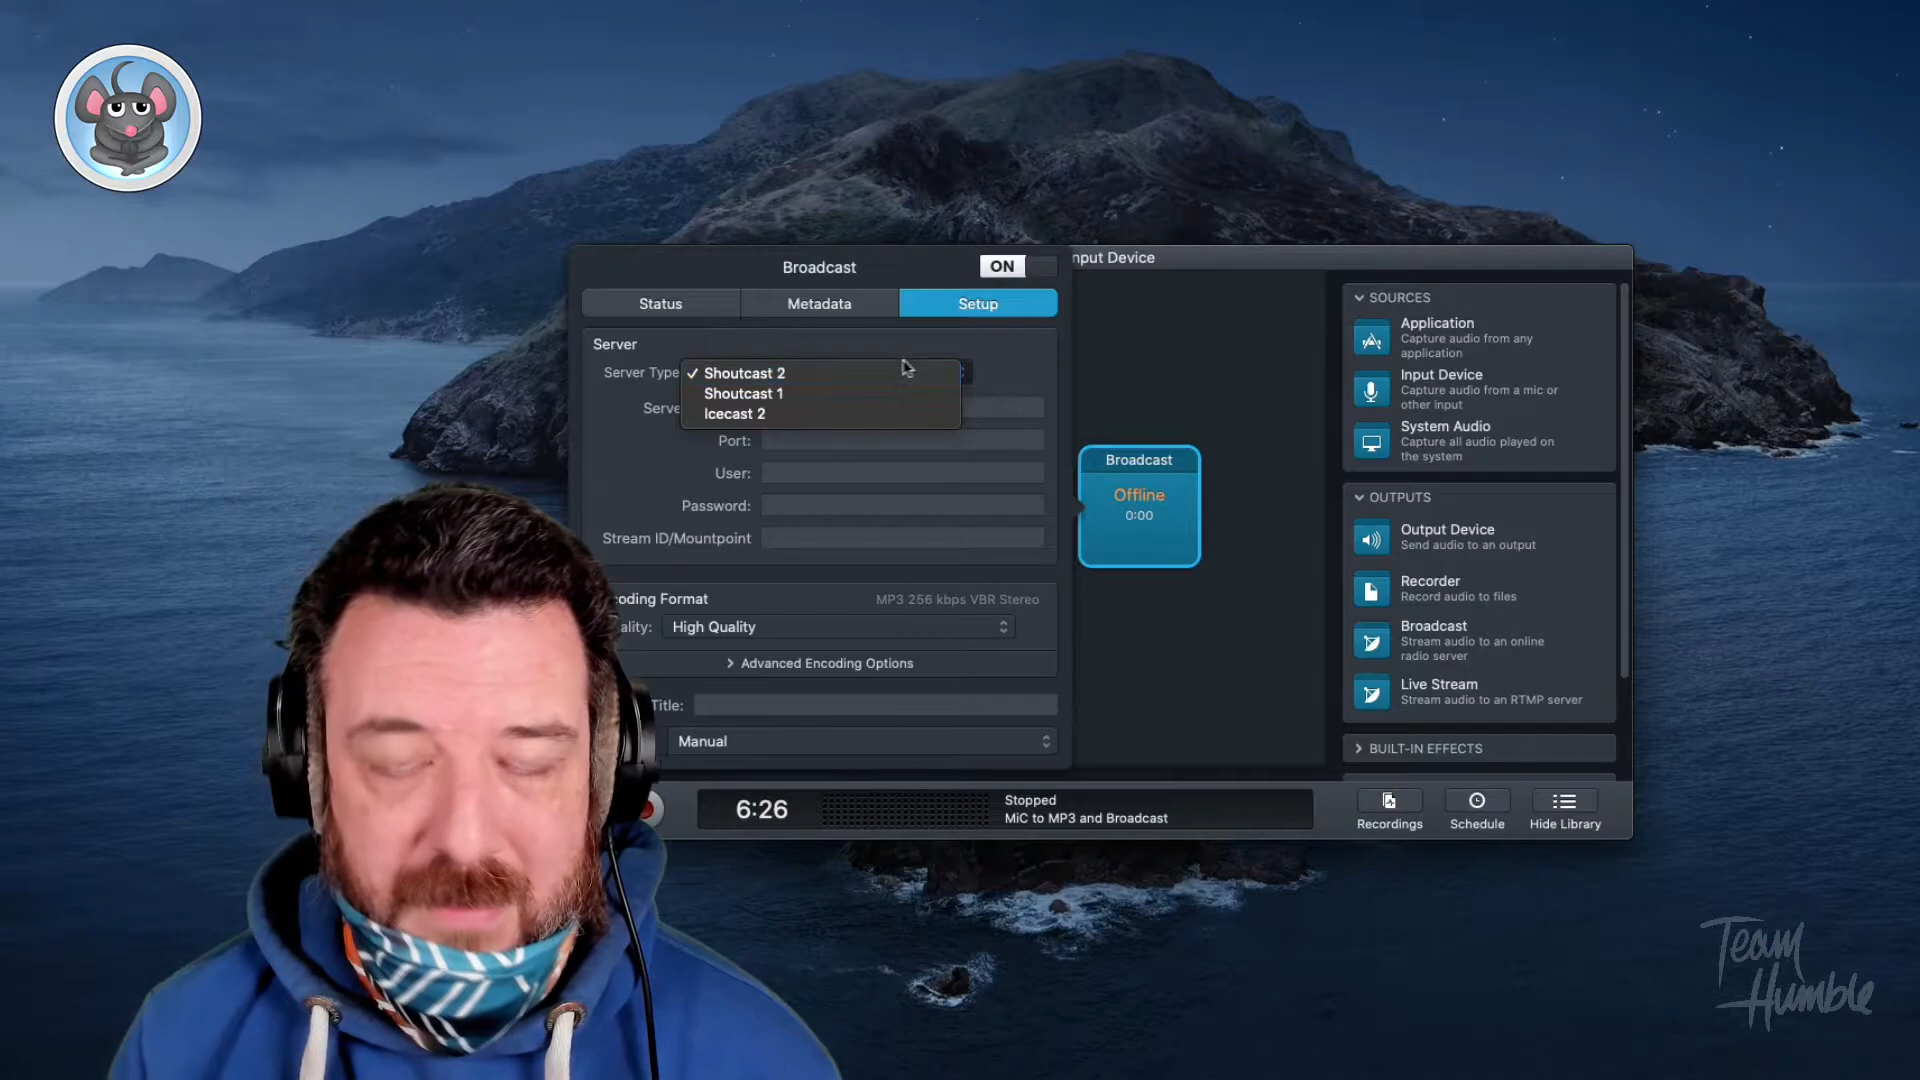 Broadcast
ON
nput Device
Status
Metadata
Setup
Server
Server Type
✓ Shoutcast 2
Shoutcast 1
Icecast 2
Serve
Port:
User:
Password:
Stream ID/Mountpoint
coding Format
MP3 256 kbps VBR Stereo
ality:
High Quality
Advanced Encoding Options
Title:
Manual
Broadcast
Offline
0:00
SOURCES
Application
Capture audio from any
application
Input Device
Capture audio from a mic or
other input
System Audio
Capture all audio played on
the system
OUTPUTS
Output Device
Send audio to an output
Recorder
Record audio to files
Broadcast
Stream audio to an online
radio server
Live Stream
Stream audio to an RTMP server
BUILT-IN EFFECTS
6:26
Stopped
MiC to MP3 and Broadcast
Recordings
Schedule
Hide Library
Team
Humble